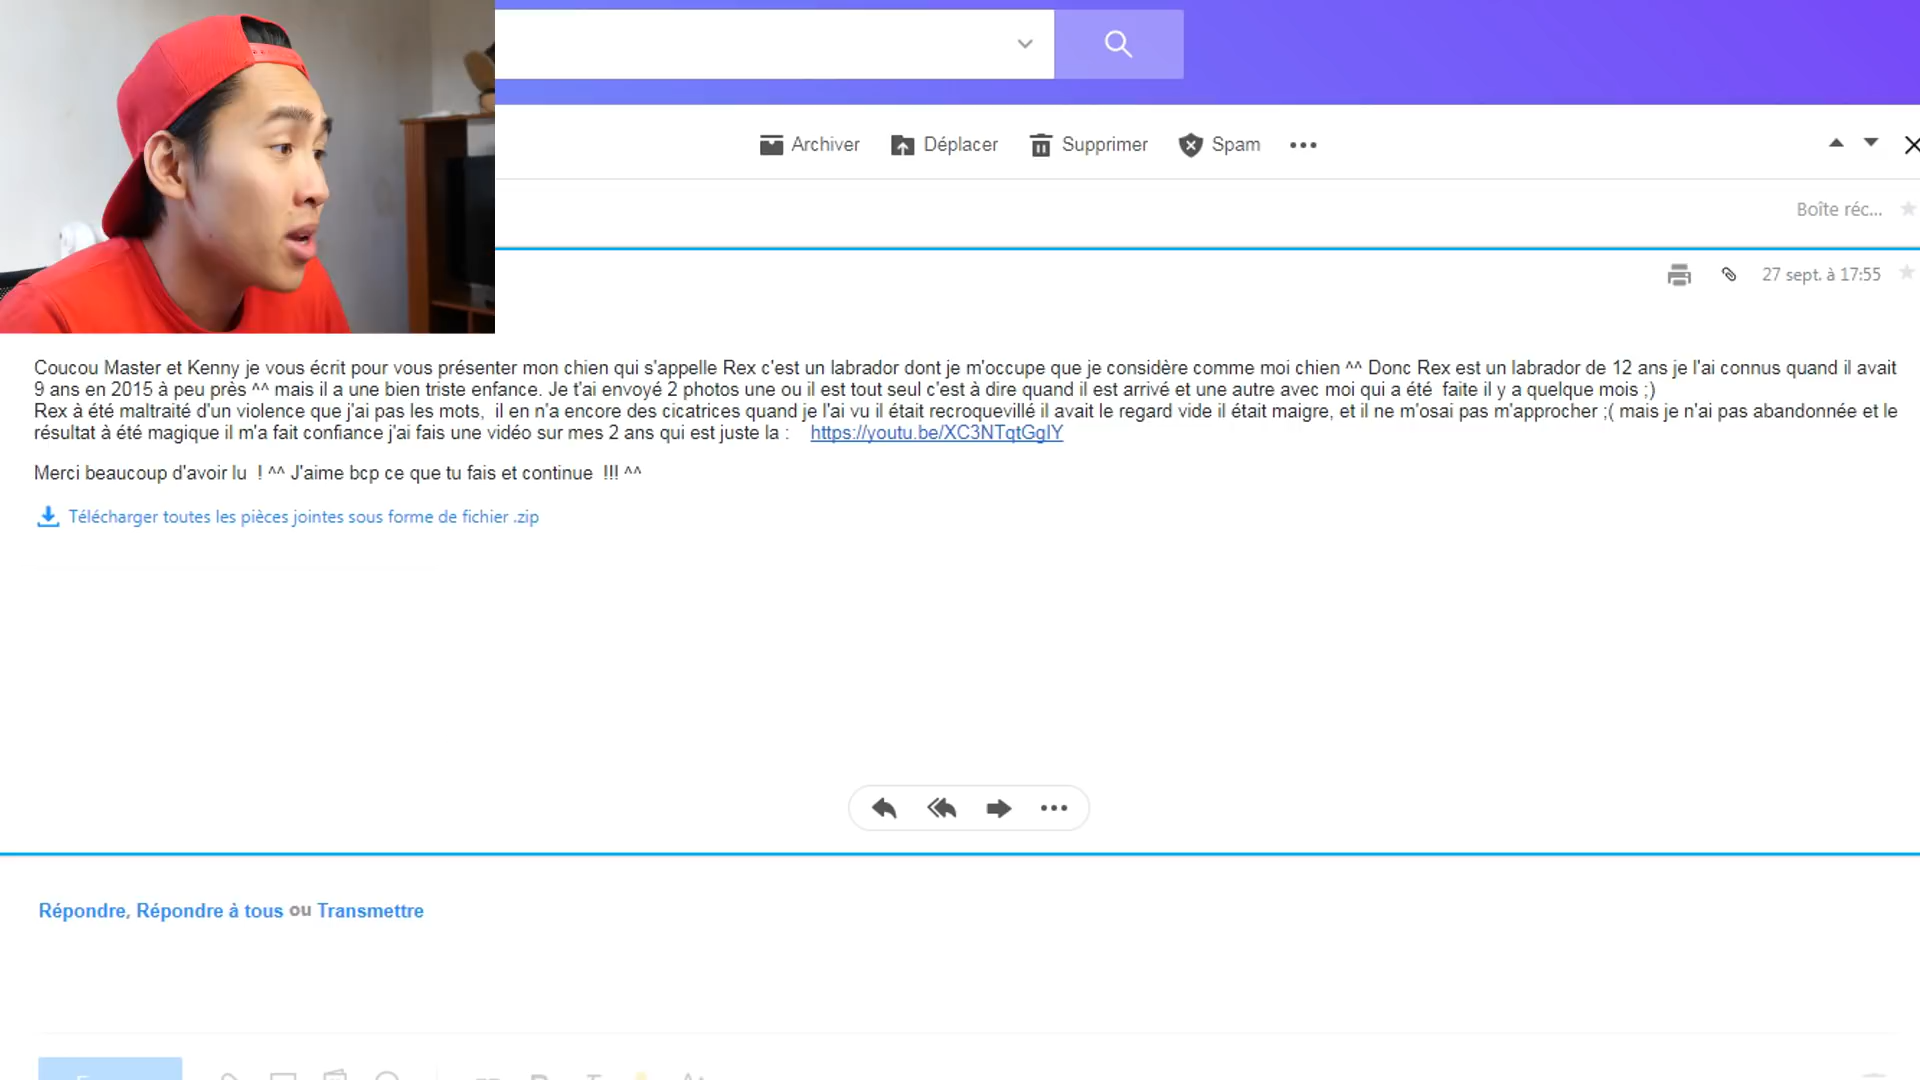 Archiver Déplacer Supprimer Spam
Boîte réc...
27 sept. à 17:55
Coucou Master et Kenny je vous écrit pour vous présenter mon chien qui s'appelle Rex c'est un labrador dont je m'occupe que je considère comme moi chien ^^ Donc Rex est un labrador de 12 ans je l'ai connus quand il avait
9 ans en 2015 à peu près ^^ mais il a une bien triste enfance. Je t'ai envoyé 2 photos une ou il est tout seul c'est à dire quand il est arrivé et une autre avec moi qui a été  faite il y a quelque mois ;)
Rex à été maltraité d'un violence que j'ai pas les mots,  il en n'a encore des cicatrices quand je l'ai vu il était recroquevillé il avait le regard vide il était maigre, et il ne m'osai pas m'approcher ;( mais je n'ai pas abandonnée et le
résultat à été magique il m'a fait confiance j'ai fais une vidéo sur mes 2 ans qui est juste la :    https://youtu.be/XC3NTqtGgIY
Merci beaucoup d'avoir lu  ! ^^ J'aime bcp ce que tu fais et continue  !!! ^^
Télécharger toutes les pièces jointes sous forme de fichier .zip
Répondre, Répondre à tous ou Transmettre